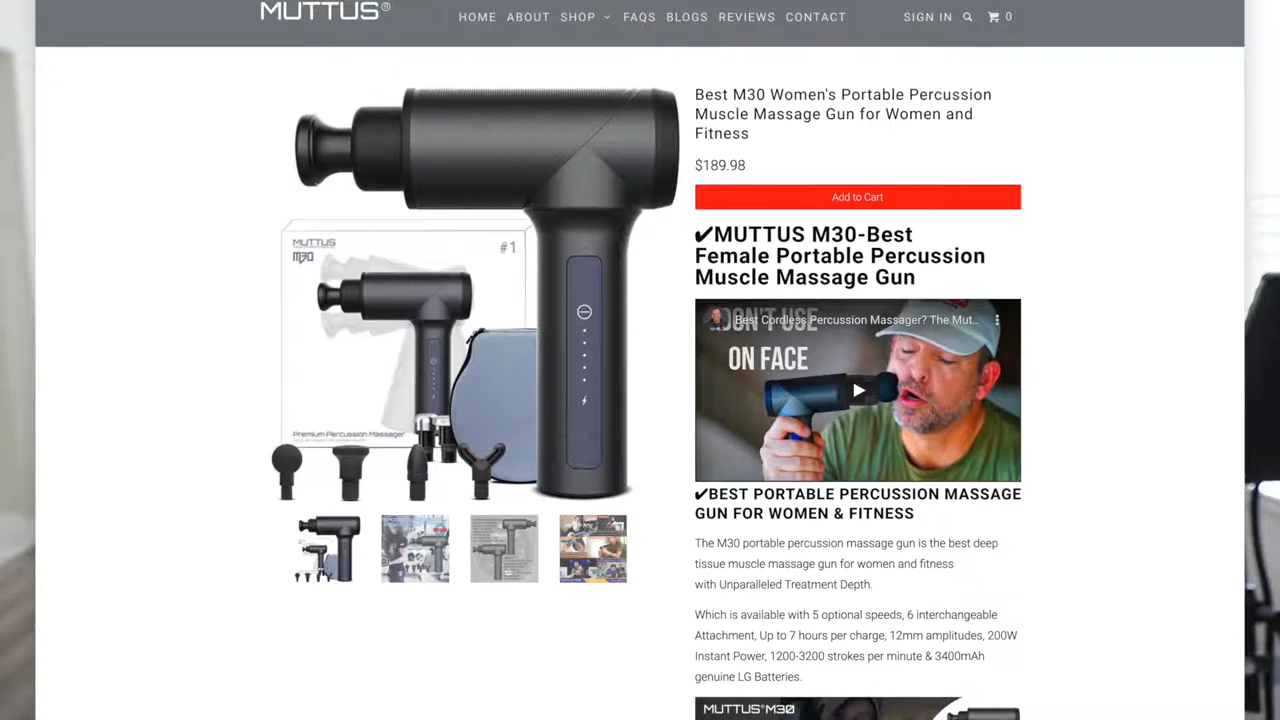 MUTTUS®
HOME ABOUT SHOP FAQS BLOGS REVIEWS CONTACT SIGN IN 0
Best M30 Women's Portable Percussion
Muscle Massage Gun for Women and
Fitness
$189.98
Add to Cart
✔MUTTUS M30-Best
Female Portable Percussion
Muscle Massage Gun
MUTTUS
M30
#1
Premium Percussion Massager
Best Cordless Percussion Massager? The Mut...
DON'T USE
ON FACE
✔BEST PORTABLE PERCUSSION MASSAGE
GUN FOR WOMEN & FITNESS
The M30 portable percussion massage gun is the best deep
tissue muscle massage gun for women and fitness
with Unparalleled Treatment Depth.
Which is available with 5 optional speeds, 6 interchangeable
Attachment, Up to 7 hours per charge, 12mm amplitudes, 200W
Instant Power, 1200-3200 strokes per minute & 3400mAh
genuine LG Batteries.
MUTTUS®M30